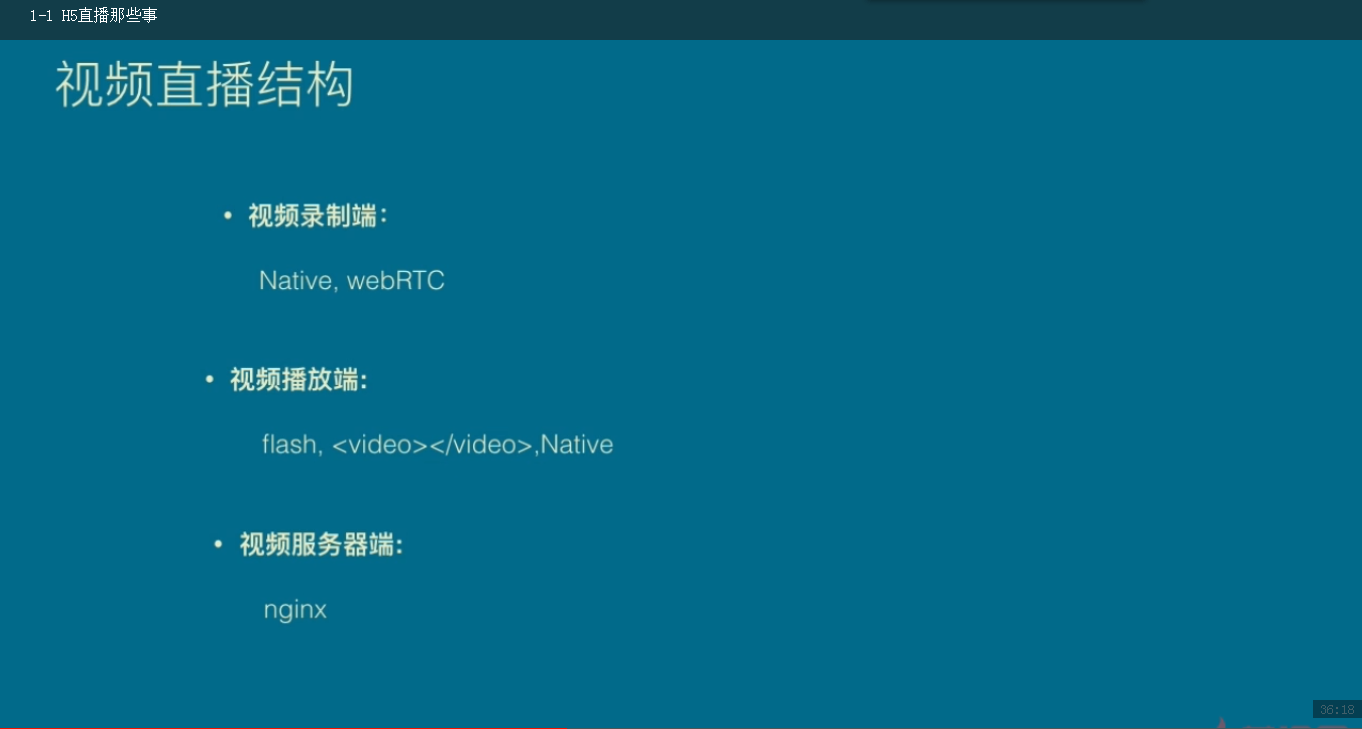 1-1 H5直播那些事
视频直播结构
• 视频录制端：
Native, webRTC
• 视频播放端:
flash, <video></video>,Native
• 视频服务器端:
nginx
36:18